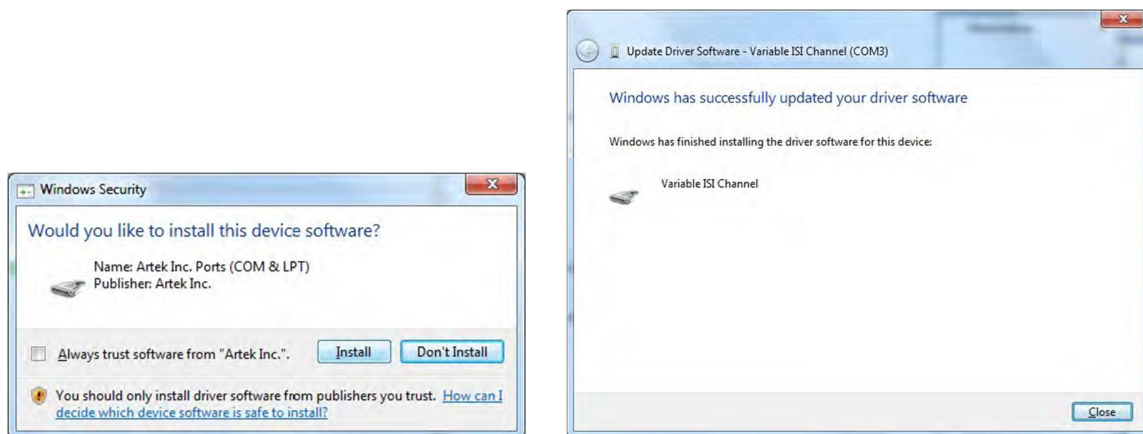 Windows Security
Would you like to install this device software?
Name: Artek Inc. Ports (COM & LPT)
Publisher: Artek Inc.
Always trust software from "Artek Inc.".
Install
Don't Install
You should only install driver software from publishers you trust. How can I
decide which device software is safe to install?
Update Driver Software - Variable ISI Channel (COM3)
Windows has successfully updated your driver software
Windows has finished installing the driver software for this device:
Variable ISI Channel
Close